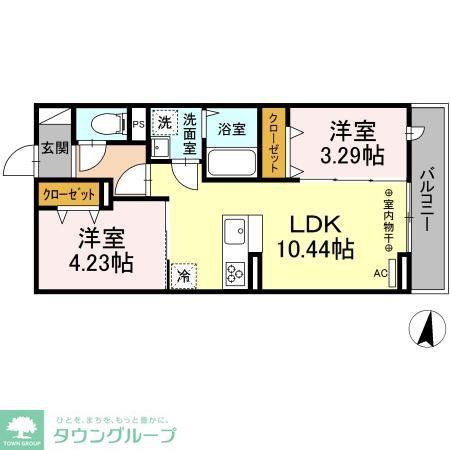 玄関
PS
洗
洗面室
浴室
クローゼット
洋室
3.29帖
バルコニー
クローゼット
洋室
4.23帖
冷
LDK
10.44帖
室内物干
AC
ひとを、まちを、もっと豊かに。
タウングループ
TOWN GROUP